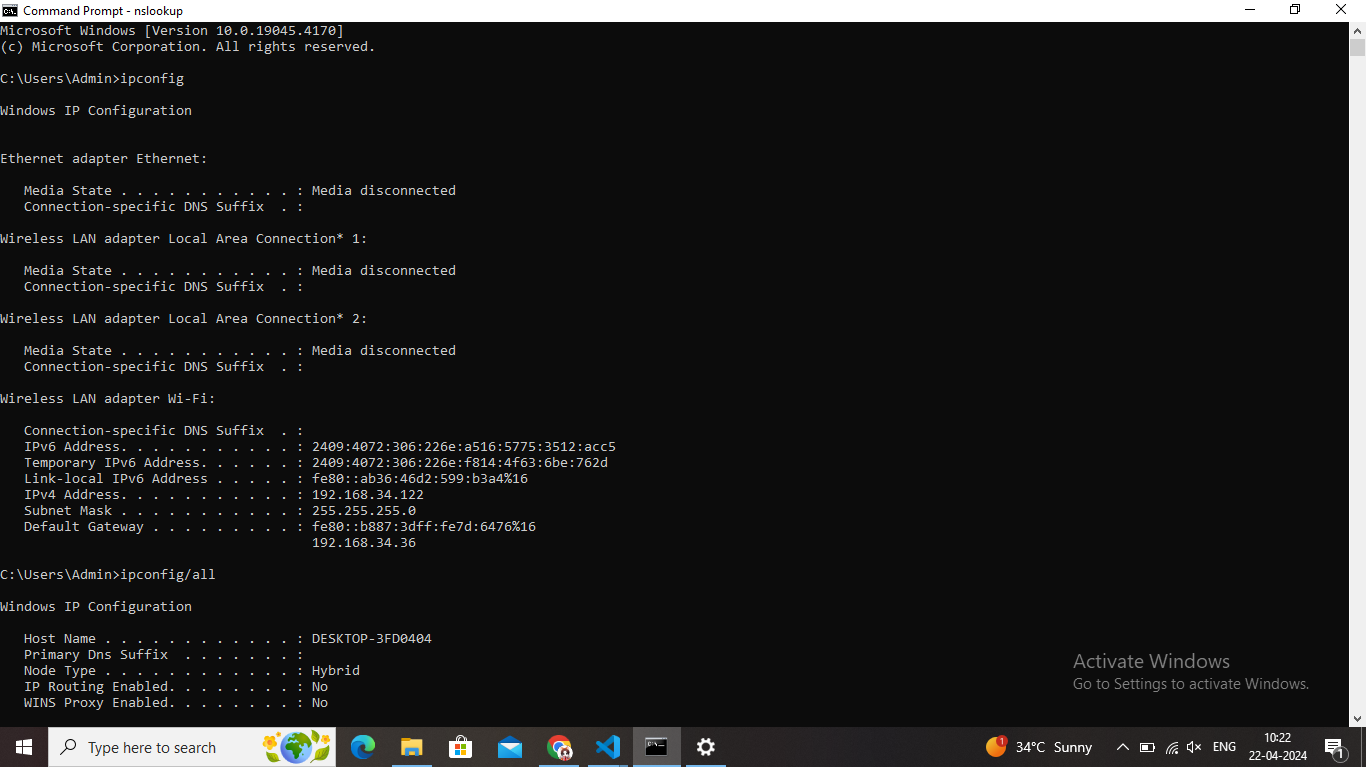 Command Prompt - nslookup
Microsoft Windows [Version 10.0.19045.4170]
(c) Microsoft Corporation. All rights reserved.
C:\Users\Admin>ipconfig
Windows IP Configuration
Ethernet adapter Ethernet:
Media State . . . . . . . . . . . : Media disconnected
Connection-specific DNS Suffix  . :
Wireless LAN adapter Local Area Connection* 1:
Media State . . . . . . . . . . . : Media disconnected
Connection-specific DNS Suffix  . :
Wireless LAN adapter Local Area Connection* 2:
Media State . . . . . . . . . . . : Media disconnected
Connection-specific DNS Suffix  . :
Wireless LAN adapter Wi-Fi:
Connection-specific DNS Suffix  . :
IPv6 Address. . . . . . . . . . . : 2409:4072:306:226e:a516:5775:3512:acc5
Temporary IPv6 Address. . . . . . : 2409:4072:306:226e:f814:4f63:6be:762d
Link-local IPv6 Address . . . . . : fe80::ab36:46d2:599:b3a4%16
IPv4 Address. . . . . . . . . . . : 192.168.34.122
Subnet Mask . . . . . . . . . . . : 255.255.255.0
Default Gateway . . . . . . . . . : fe80::b887:3dff:fe7d:6476%16
192.168.34.36
C:\Users\Admin>ipconfig/all
Windows IP Configuration
Host Name . . . . . . . . . . . . : DESKTOP-3FD0404
Primary Dns Suffix  . . . . . . . :
Node Type . . . . . . . . . . . . : Hybrid
IP Routing Enabled. . . . . . . . : No
WINS Proxy Enabled. . . . . . . . : No
Activate Windows
Go to Settings to activate Windows.
Type here to search
1
34°C Sunny
ENG
10:22
22-04-2024
1